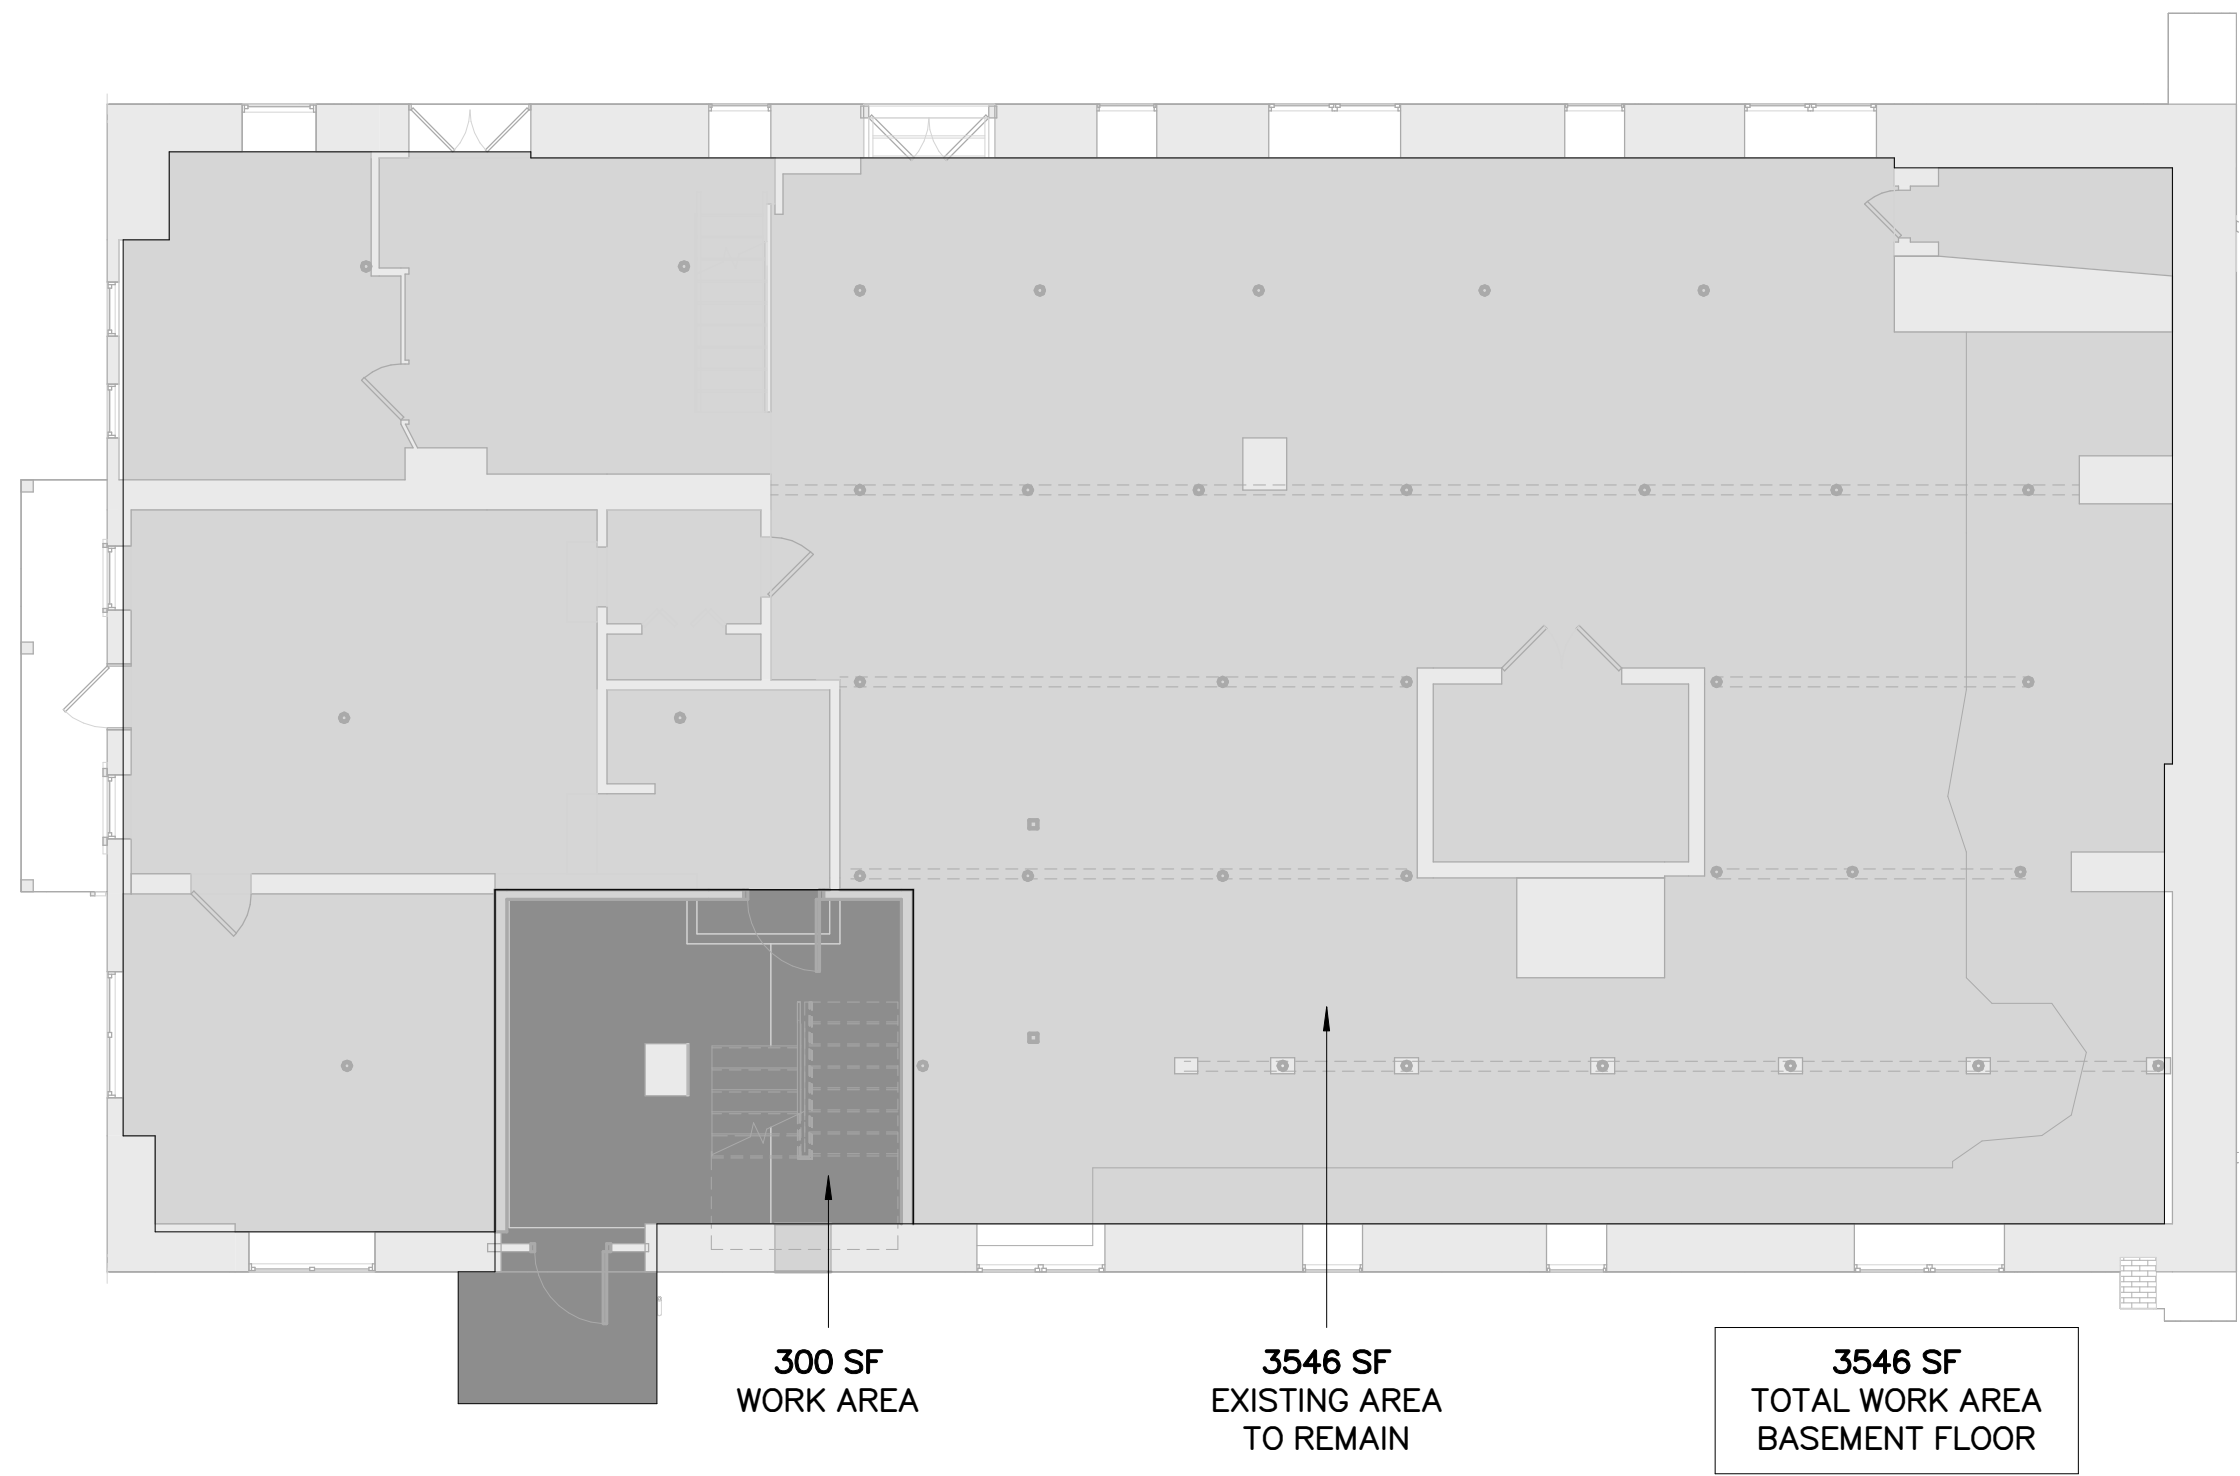 300 SF
WORK AREA
3546 SF
EXISTING AREA
TO REMAIN
3546 SF
TOTAL WORK AREA
BASEMENT FLOOR